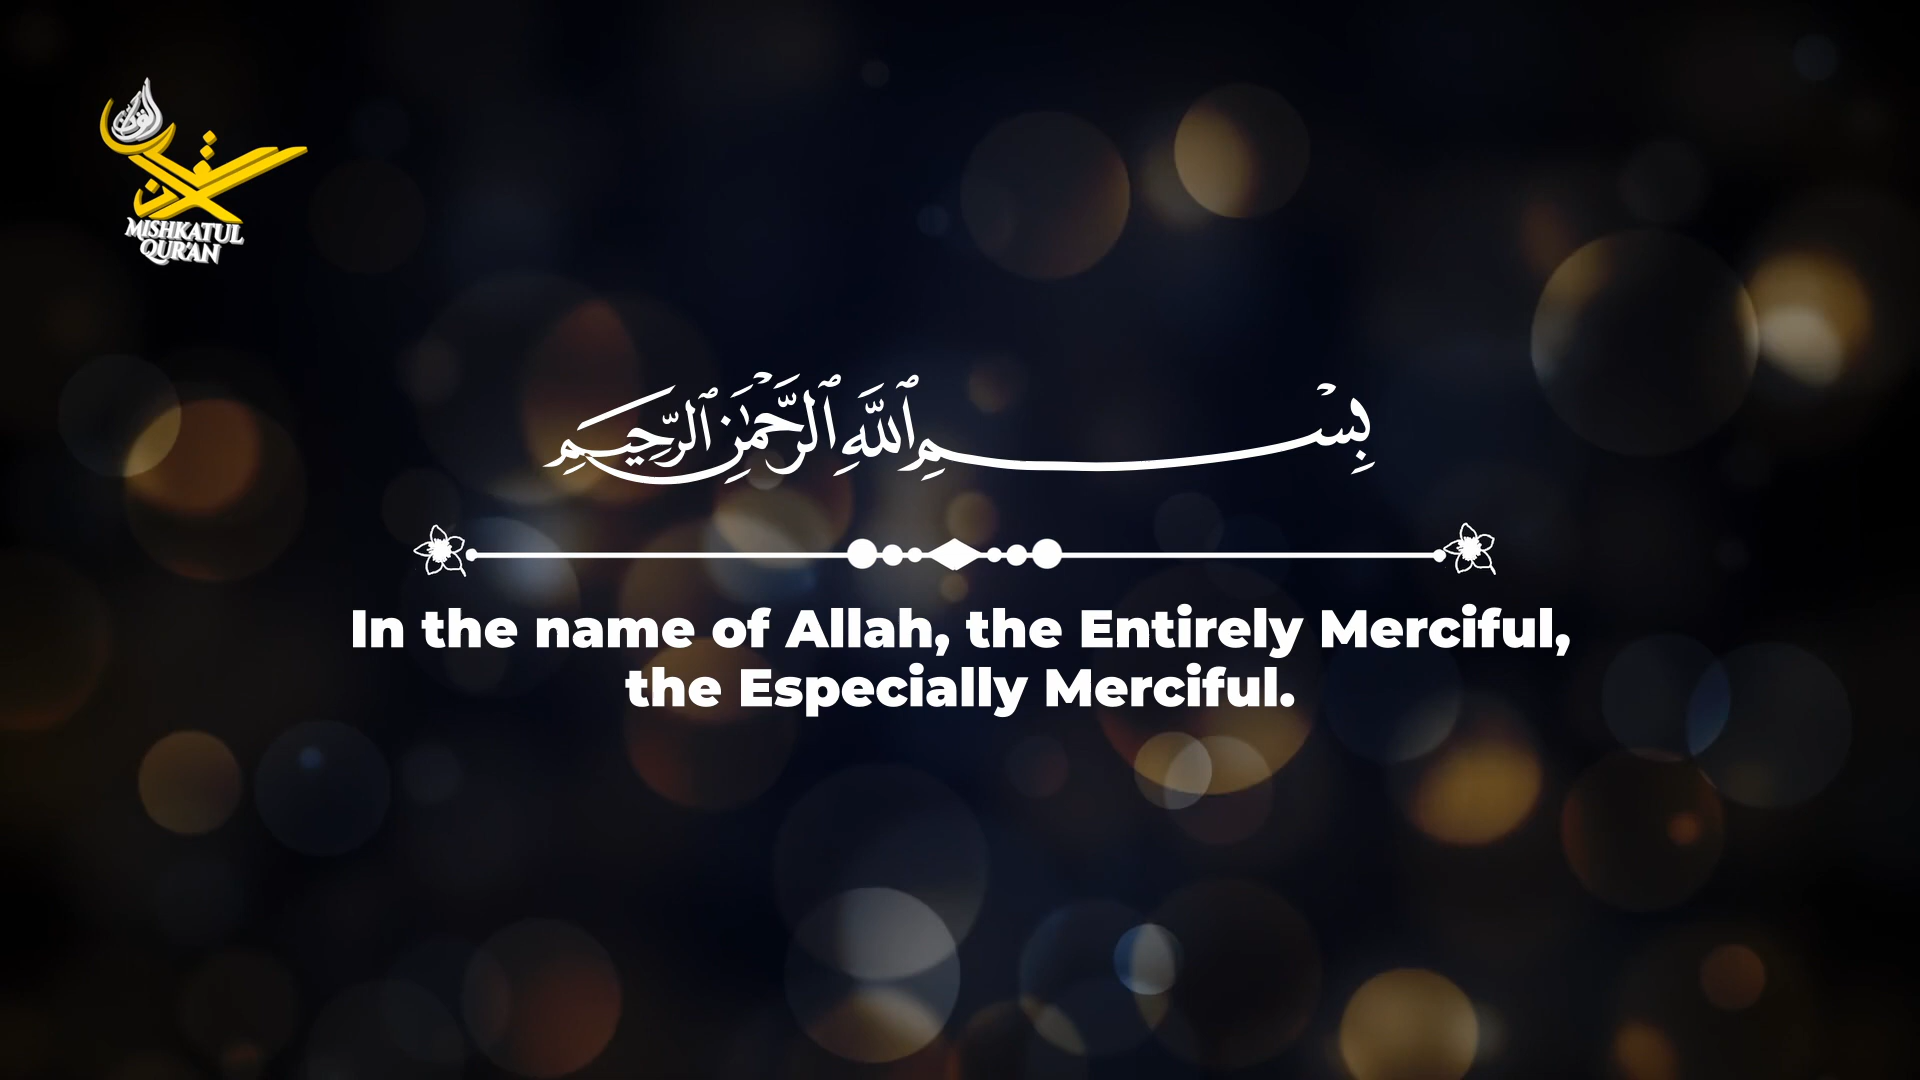 MISHKATUL
QUR'AN
بِسْمِ ٱللَّهِ ٱلرَّحْمَٰنِ ٱلرَّحِيمِ
In the name of Allah, the Entirely Merciful,
the Especially Merciful.